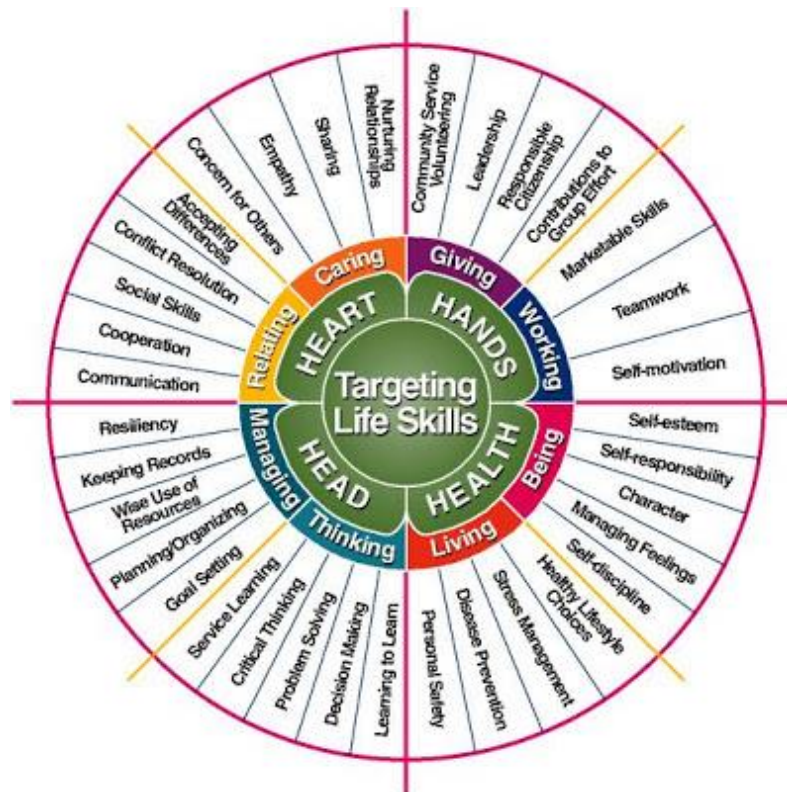 Targeting
Life Skills
HEART
HANDS
HEALTH
HEAD
Caring
Giving
Working
Being
Living
Thinking
Managing
Relating
Nurturing
Relationships
Sharing
Empathy
Concern for Others
Accepting
Differences
Conflict Resolution
Social Skills
Cooperation
Communication
Community Service
Volunteering
Leadership
Responsible
Citizenship
Contributions to
Group Effort
Marketable Skills
Teamwork
Self-motivation
Self-esteem
Self-responsibility
Character
Managing Feelings
Self-discipline
Healthy Lifestyle
Choices
Stress Management
Disease Prevention
Personal Safety
Learning to Learn
Decision Making
Problem Solving
Critical Thinking
Service Learning
Goal Setting
Planning/Organizing
Wise Use of
Resources
Keeping Records
Resiliency